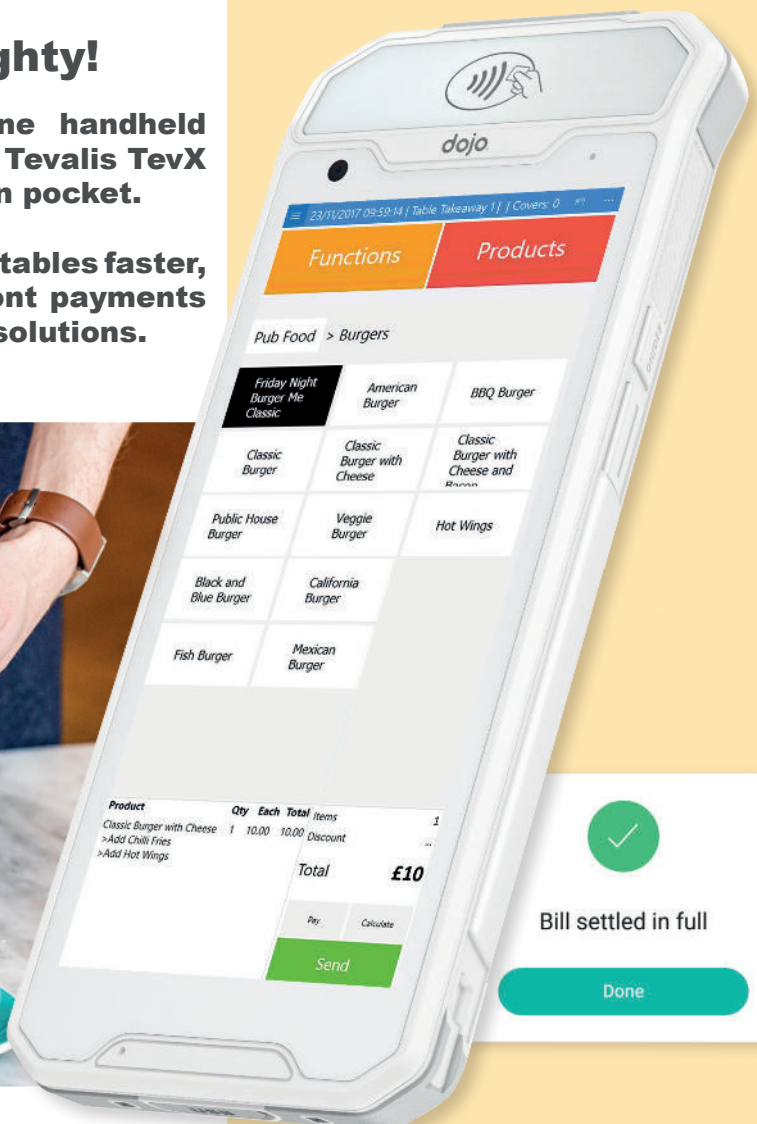 ghty!
ne handheld
Tevalis TevX
n pocket.
tables faster,
ont payments
solutions.
dojo
23/11/2017 09:59:14 | Table Takeaway 1 | | Covers: 0
Functions
Products
Pub Food > Burgers
Friday Night
Burger Me
Classic
American
Burger
BBQ Burger
Classic
Burger
Classic
Burger with
Cheese
Classic
Burger with
Cheese and
Bacon
Public House
Burger
Veggie
Burger
Hot Wings
Black and
Blue Burger
California
Burger
Fish Burger
Mexican
Burger
Product Qty Each Total
Classic Burger with Cheese 1 10.00 10.00
>Add Chilli Fries
>Add Hot Wings
Items 1
Discount ...
Total £10
Pay
Calculate
Send
ON/OFF
Bill settled in full
Done